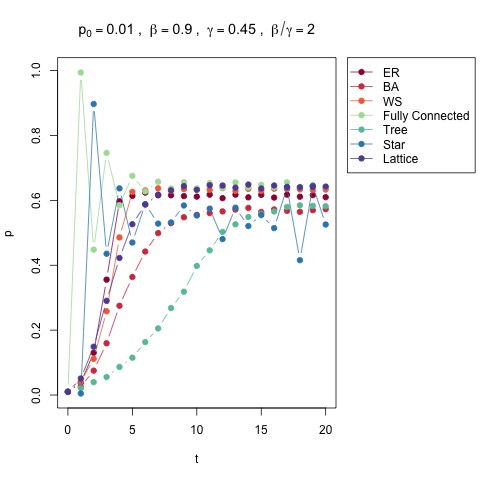 p₀ = 0.01 , β = 0.9 , γ = 0.45 , β/γ = 2
ER
BA
WS
Fully Connected
Tree
Star
Lattice
p
1.0
0.8
0.6
0.4
0.2
0.0
0 5 10 15 20
t